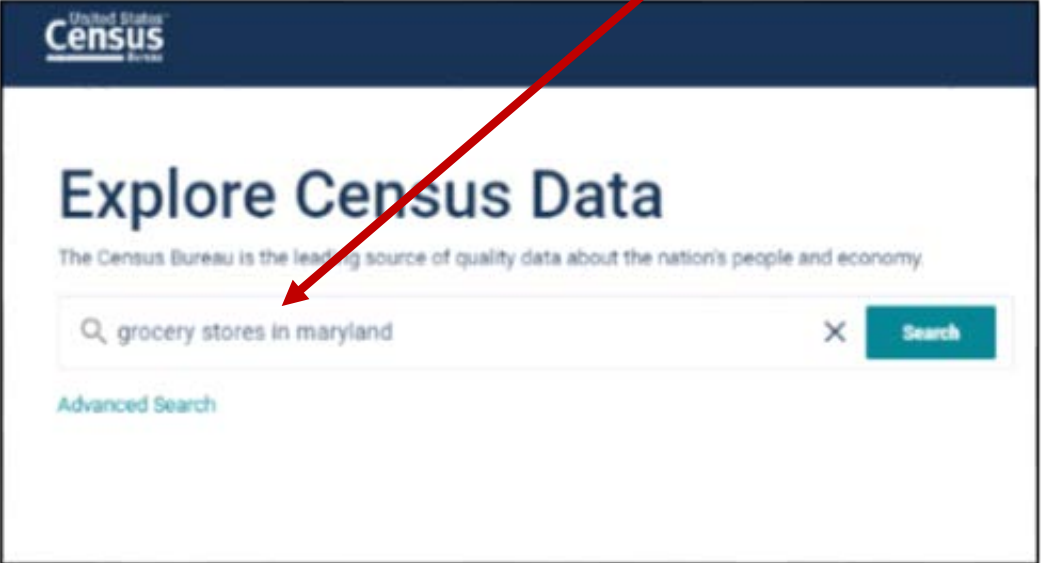 United States
Census
Bureau
Explore Census Data
The Census Bureau is the leading source of quality data about the nation's people and economy.
grocery stores in maryland
Search
Advanced Search